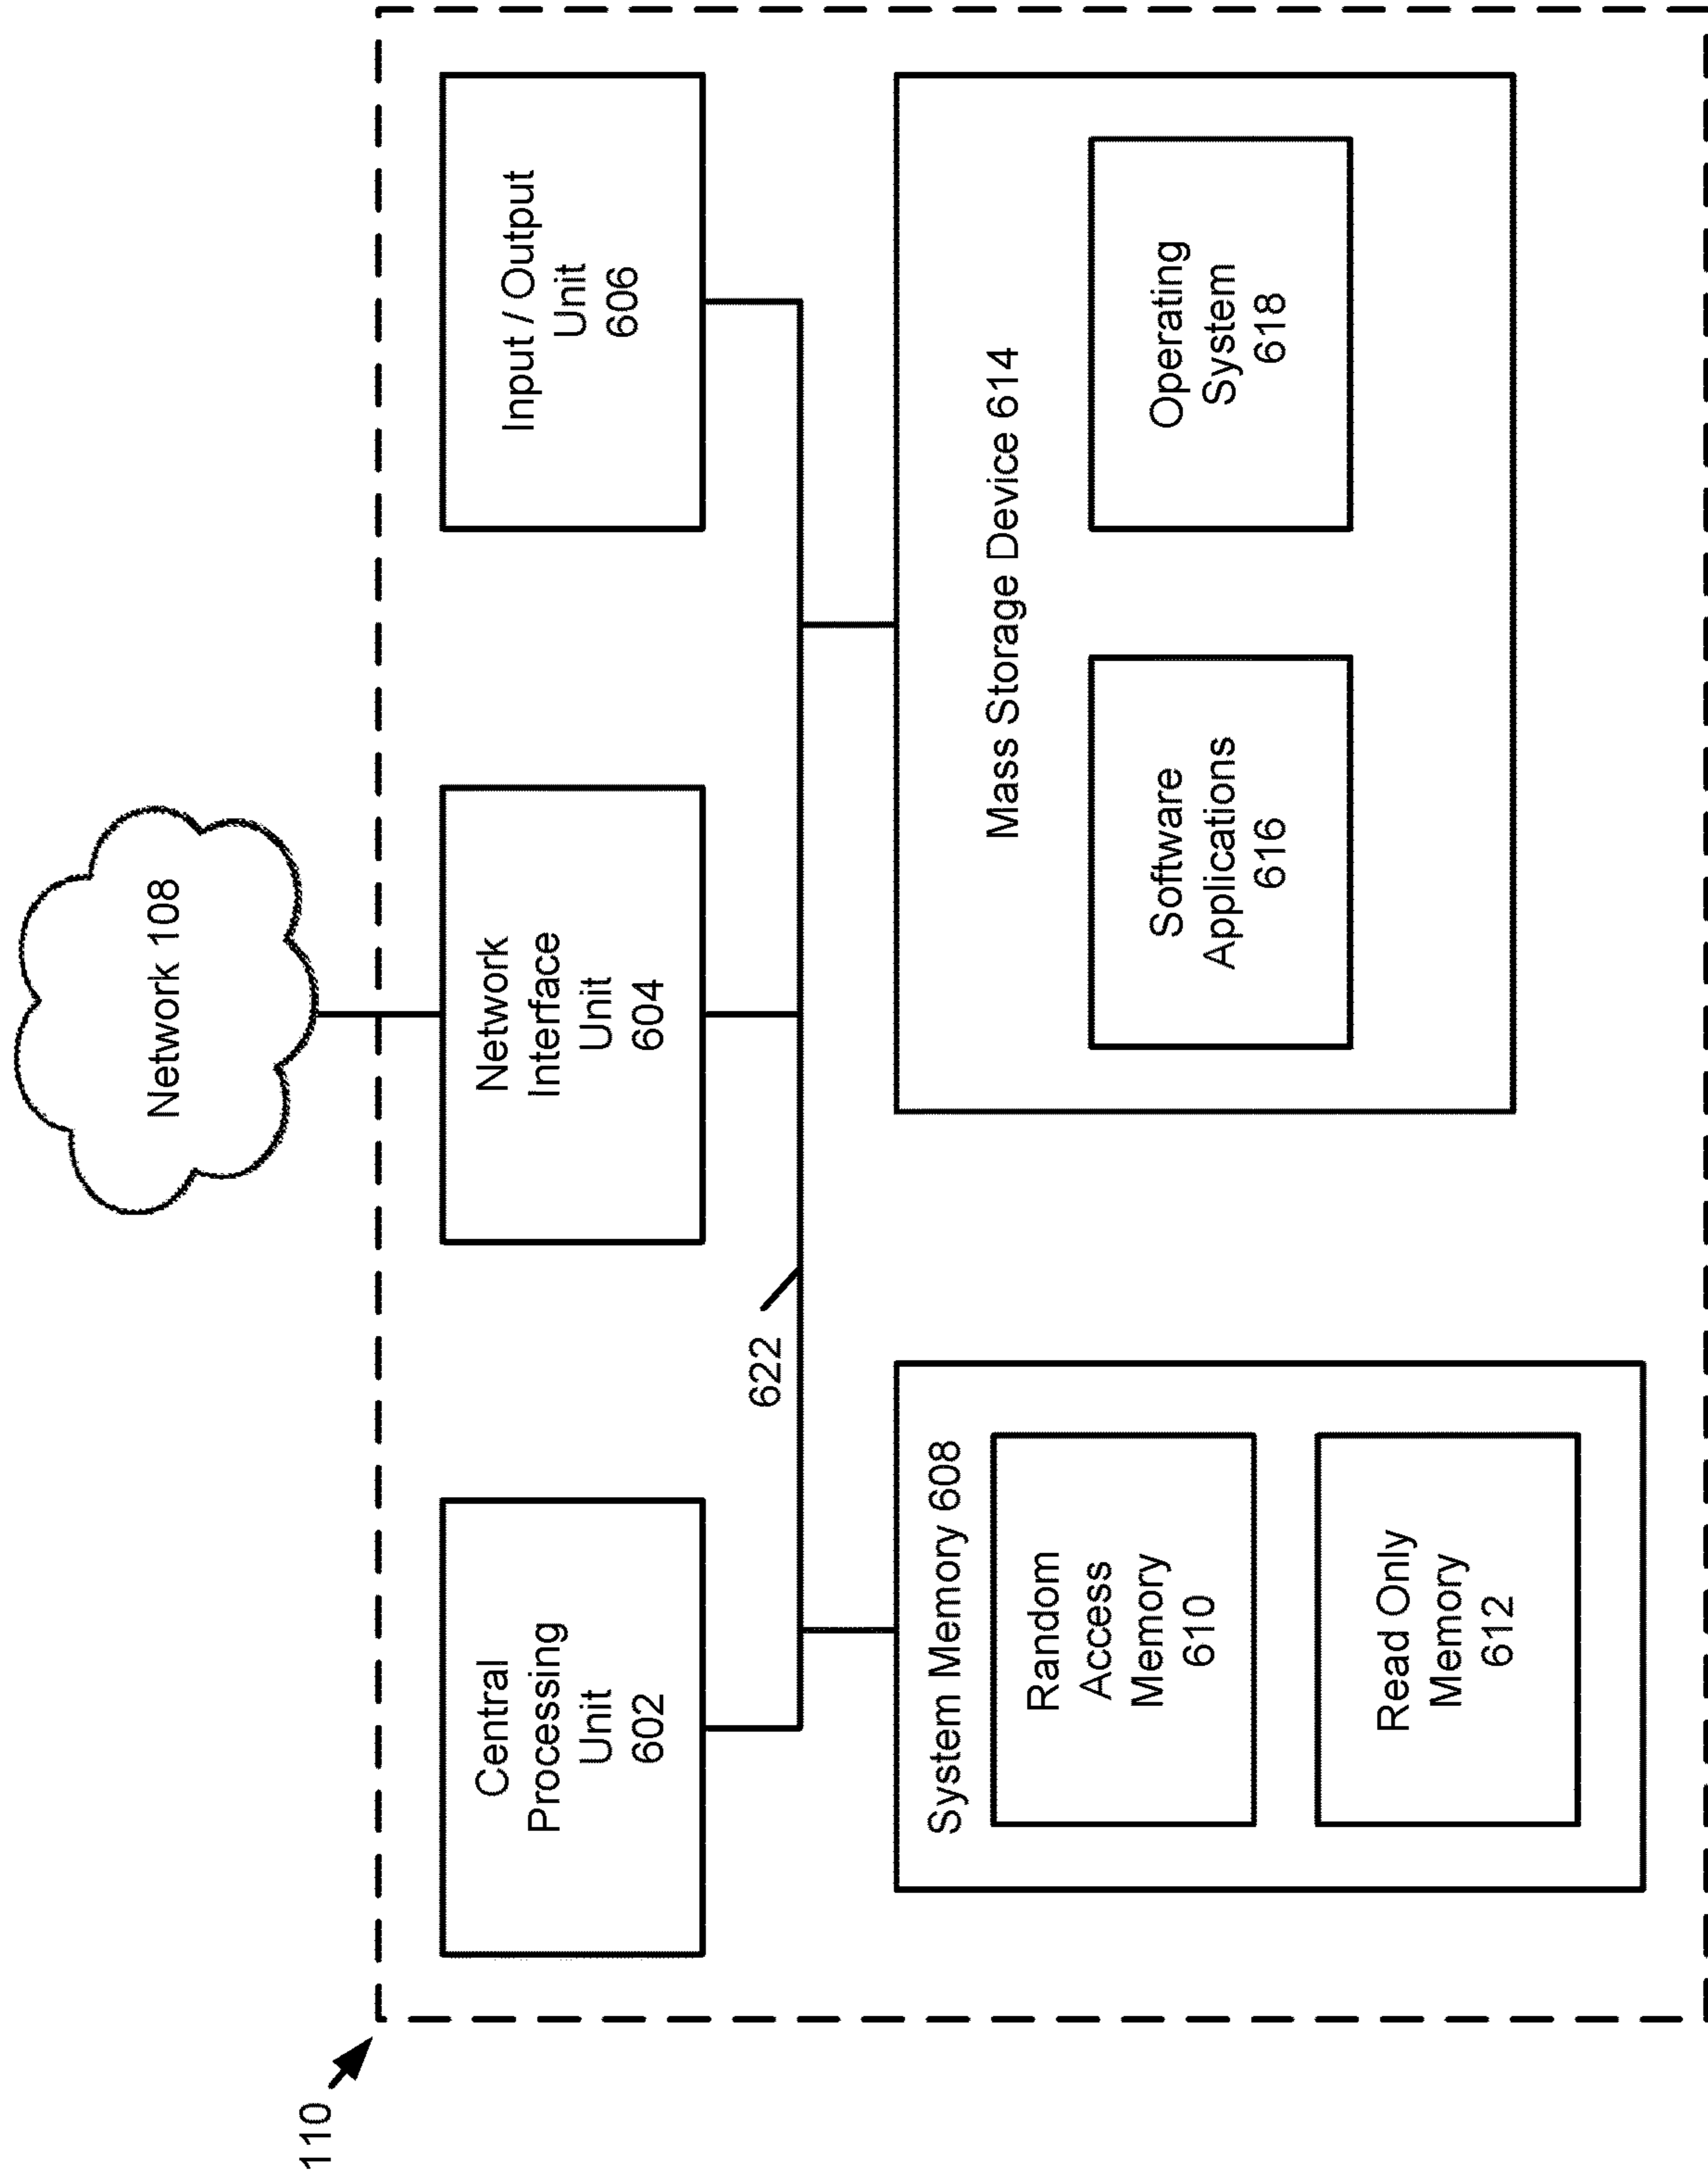 110
Network 108
Central
Processing
Unit
602
Network
Interface
Unit
604
Input / Output
Unit
606
622
System Memory 608
Random
Access
Memory
610
Read Only
Memory
612
Mass Storage Device 614
Software
Applications
616
Operating
System
618